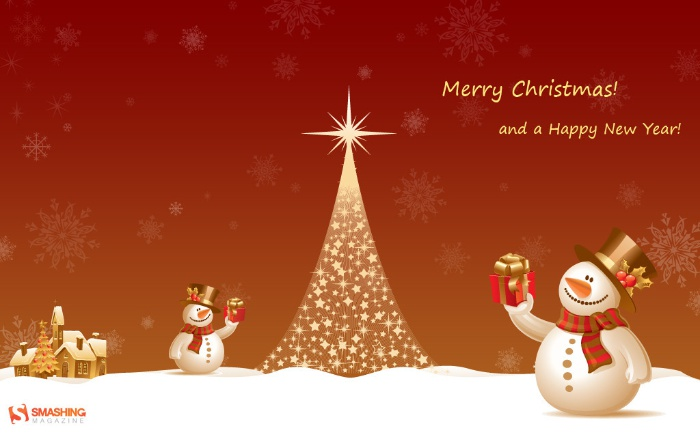 Merry Christmas!
and a Happy New Year!
SMASHING
MAGAZINE